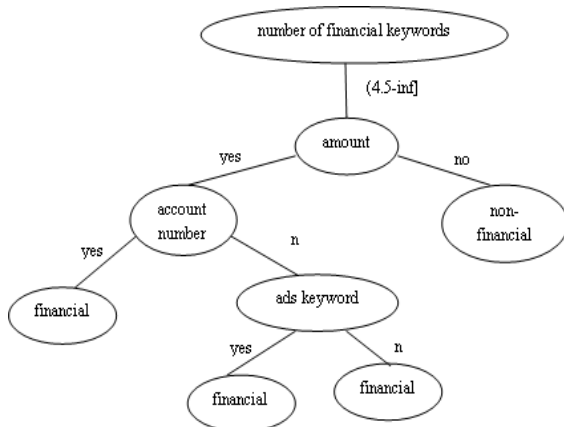 number of financial keywords
(4.5-inf]
amount
yes
no
account
number
non-
financial
yes
n
financial
ads keyword
yes
n
financial
financial